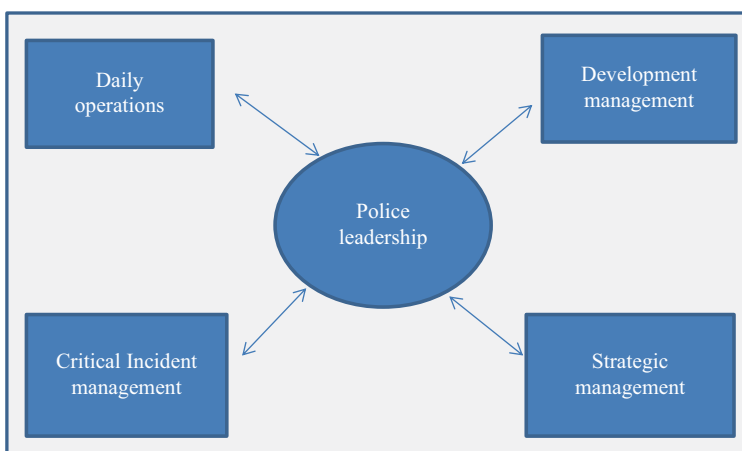 Daily
operations
Development
management
Police
leadership
Critical Incident
management
Strategic
management